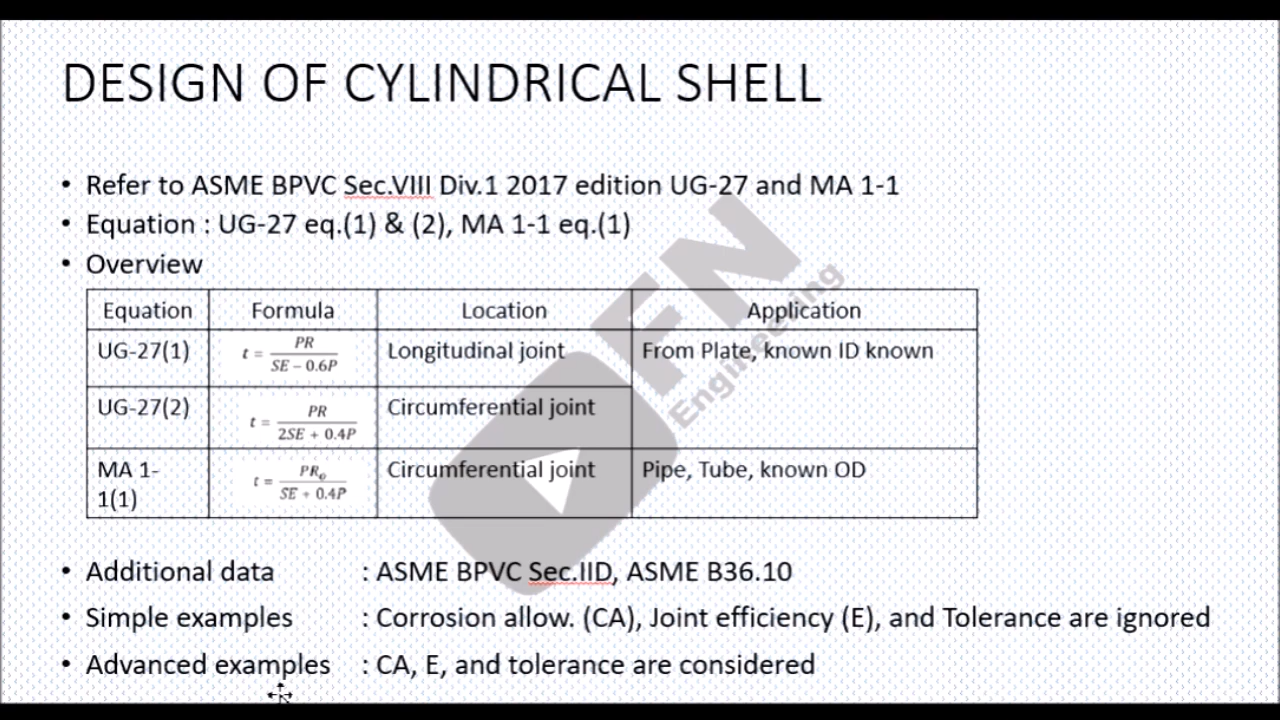 DESIGN OF CYLINDRICAL SHELL
• Refer to ASME BPVC Sec.VIII Div.1 2017 edition UG-27 and MA 1-1
• Equation : UG-27 eq.(1) & (2), MA 1-1 eq.(1)
• Overview
Equation Formula Location Application
UG-27(1) t = PR / SE − 0.6P Longitudinal joint From Plate, known ID known
UG-27(2) t = PR / 2SE + 0.4P Circumferential joint
MA 1-
1(1) t = PRo / SE + 0.4P Circumferential joint Pipe, Tube, known OD
FN
Engineering
• Additional data : ASME BPVC Sec.IID, ASME B36.10
• Simple examples : Corrosion allow. (CA), Joint efficiency (E), and Tolerance are ignored
• Advanced examples : CA, E, and tolerance are considered